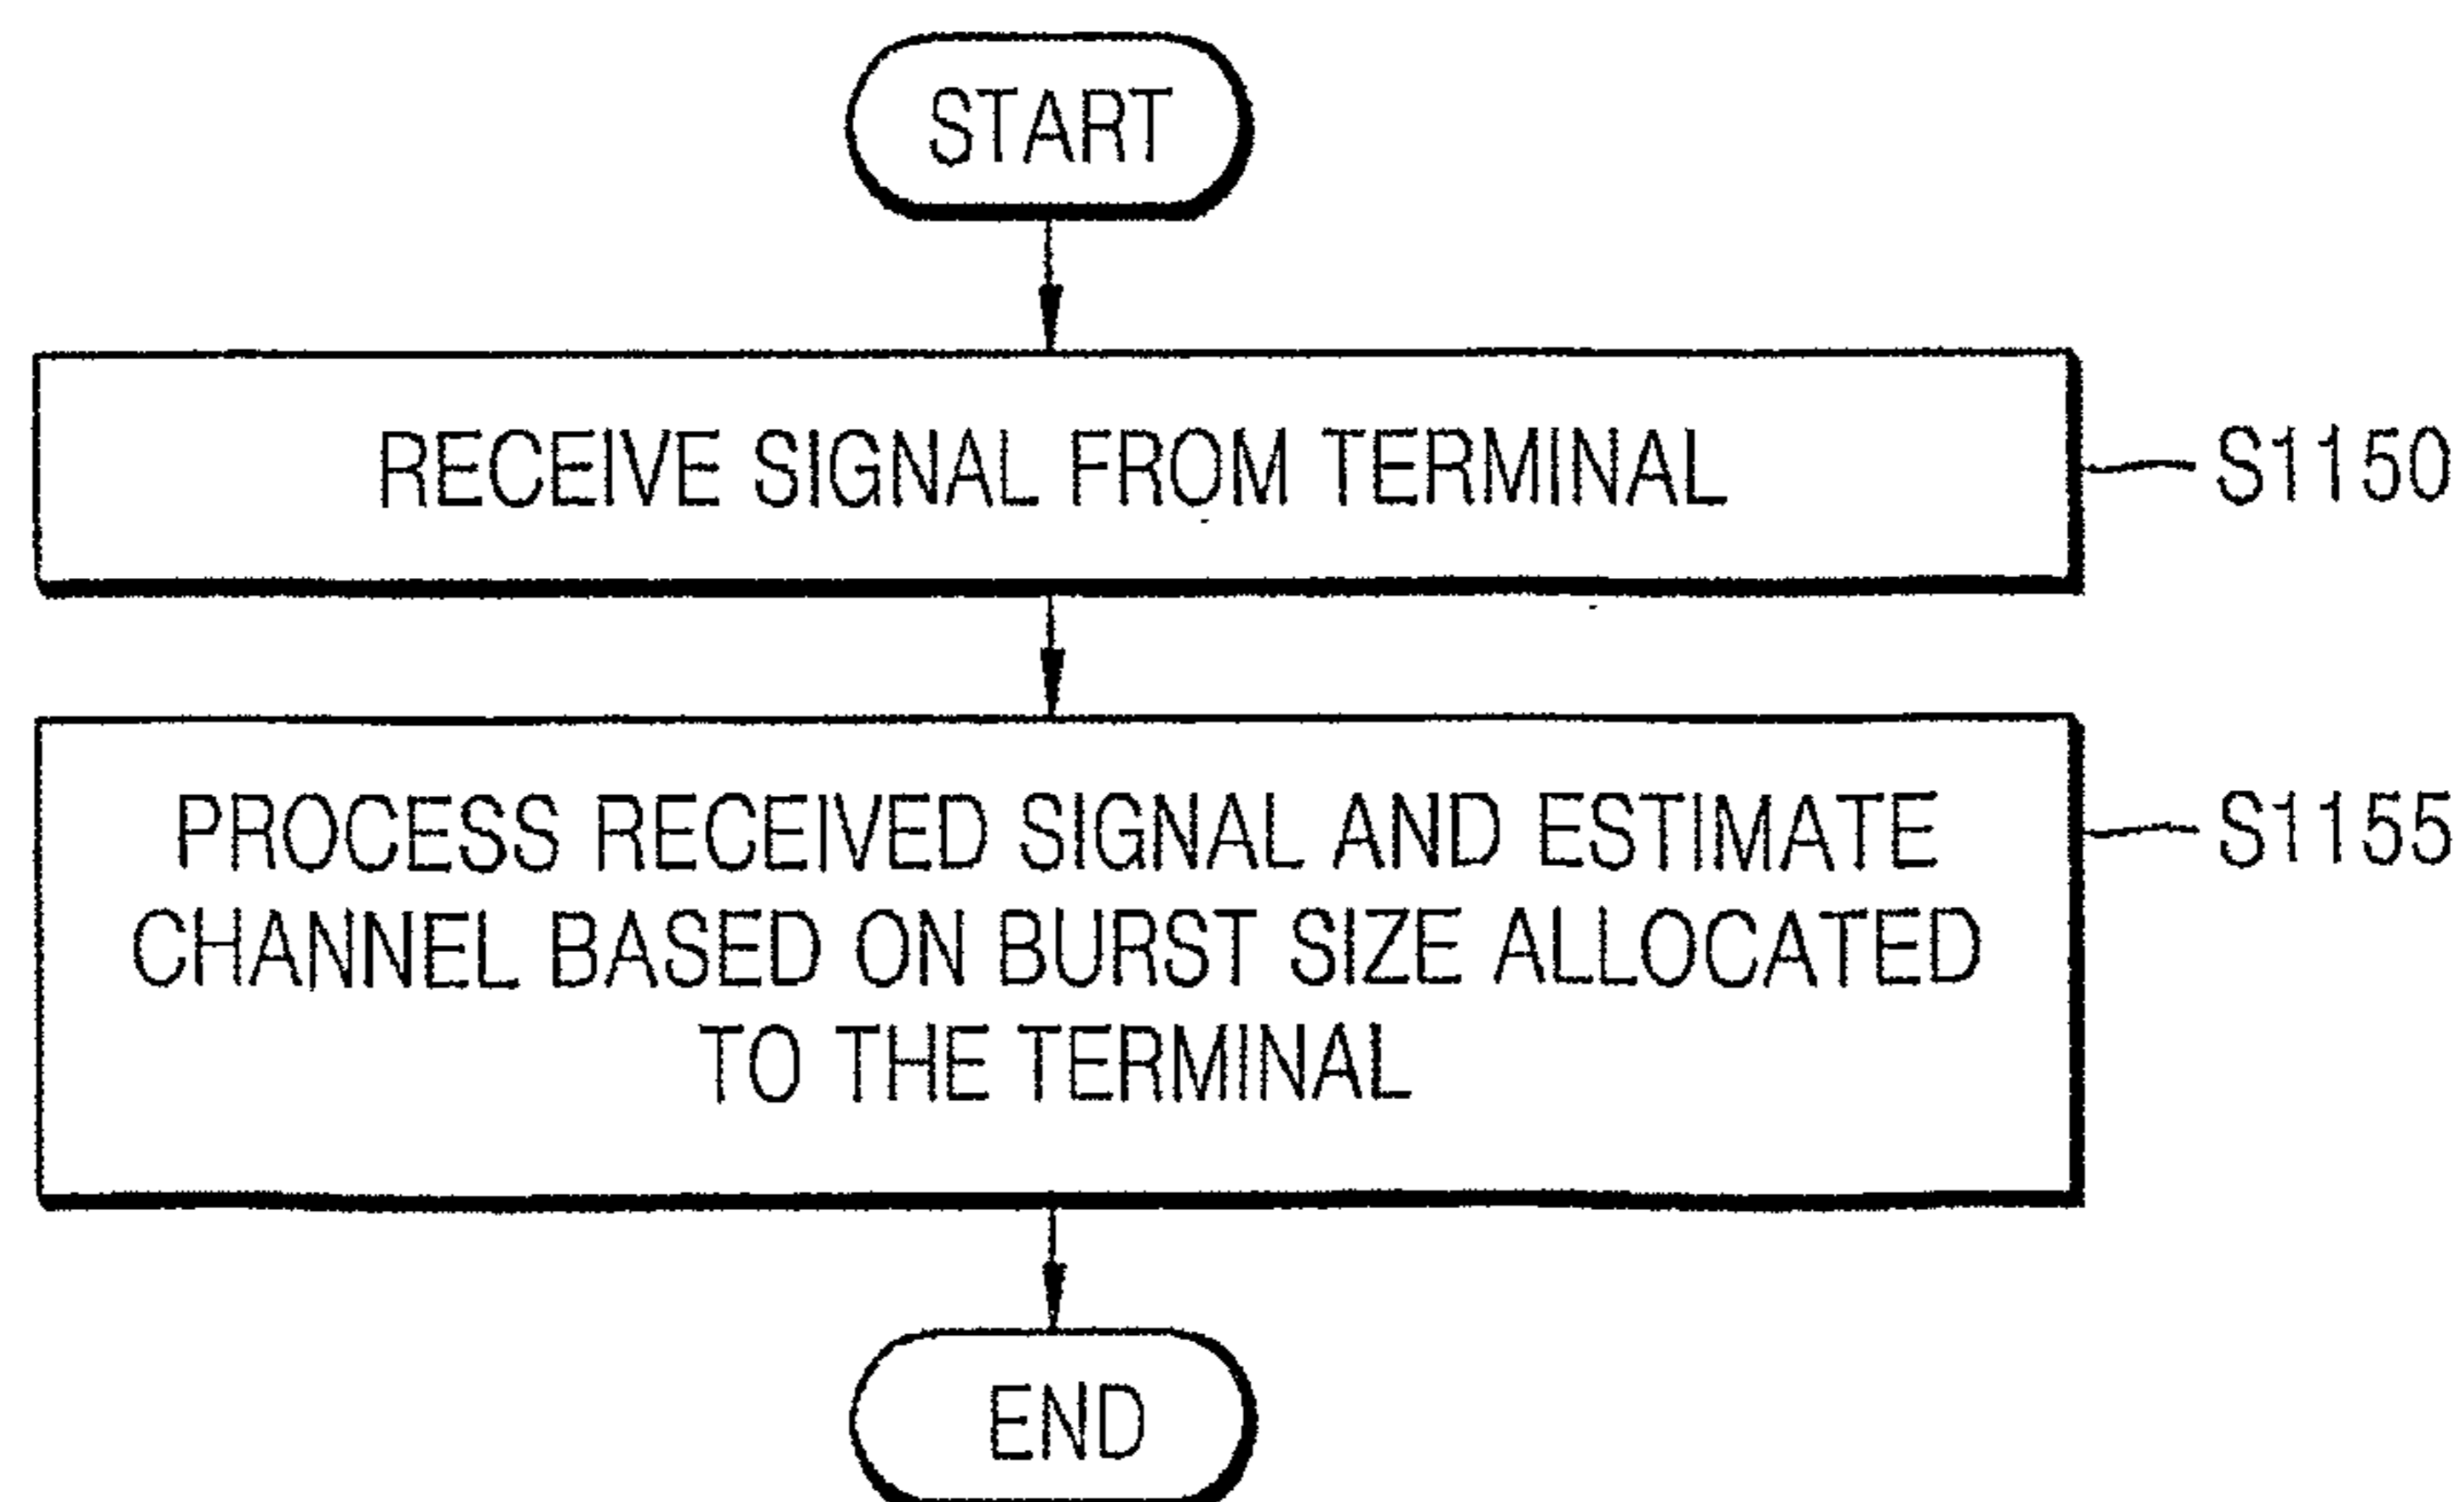 START
RECEIVE SIGNAL FROM TERMINAL
S1150
PROCESS RECEIVED SIGNAL AND ESTIMATE
S1155
CHANNEL BASED ON BURST SIZE ALLOCATED
TO THE TERMINAL
END